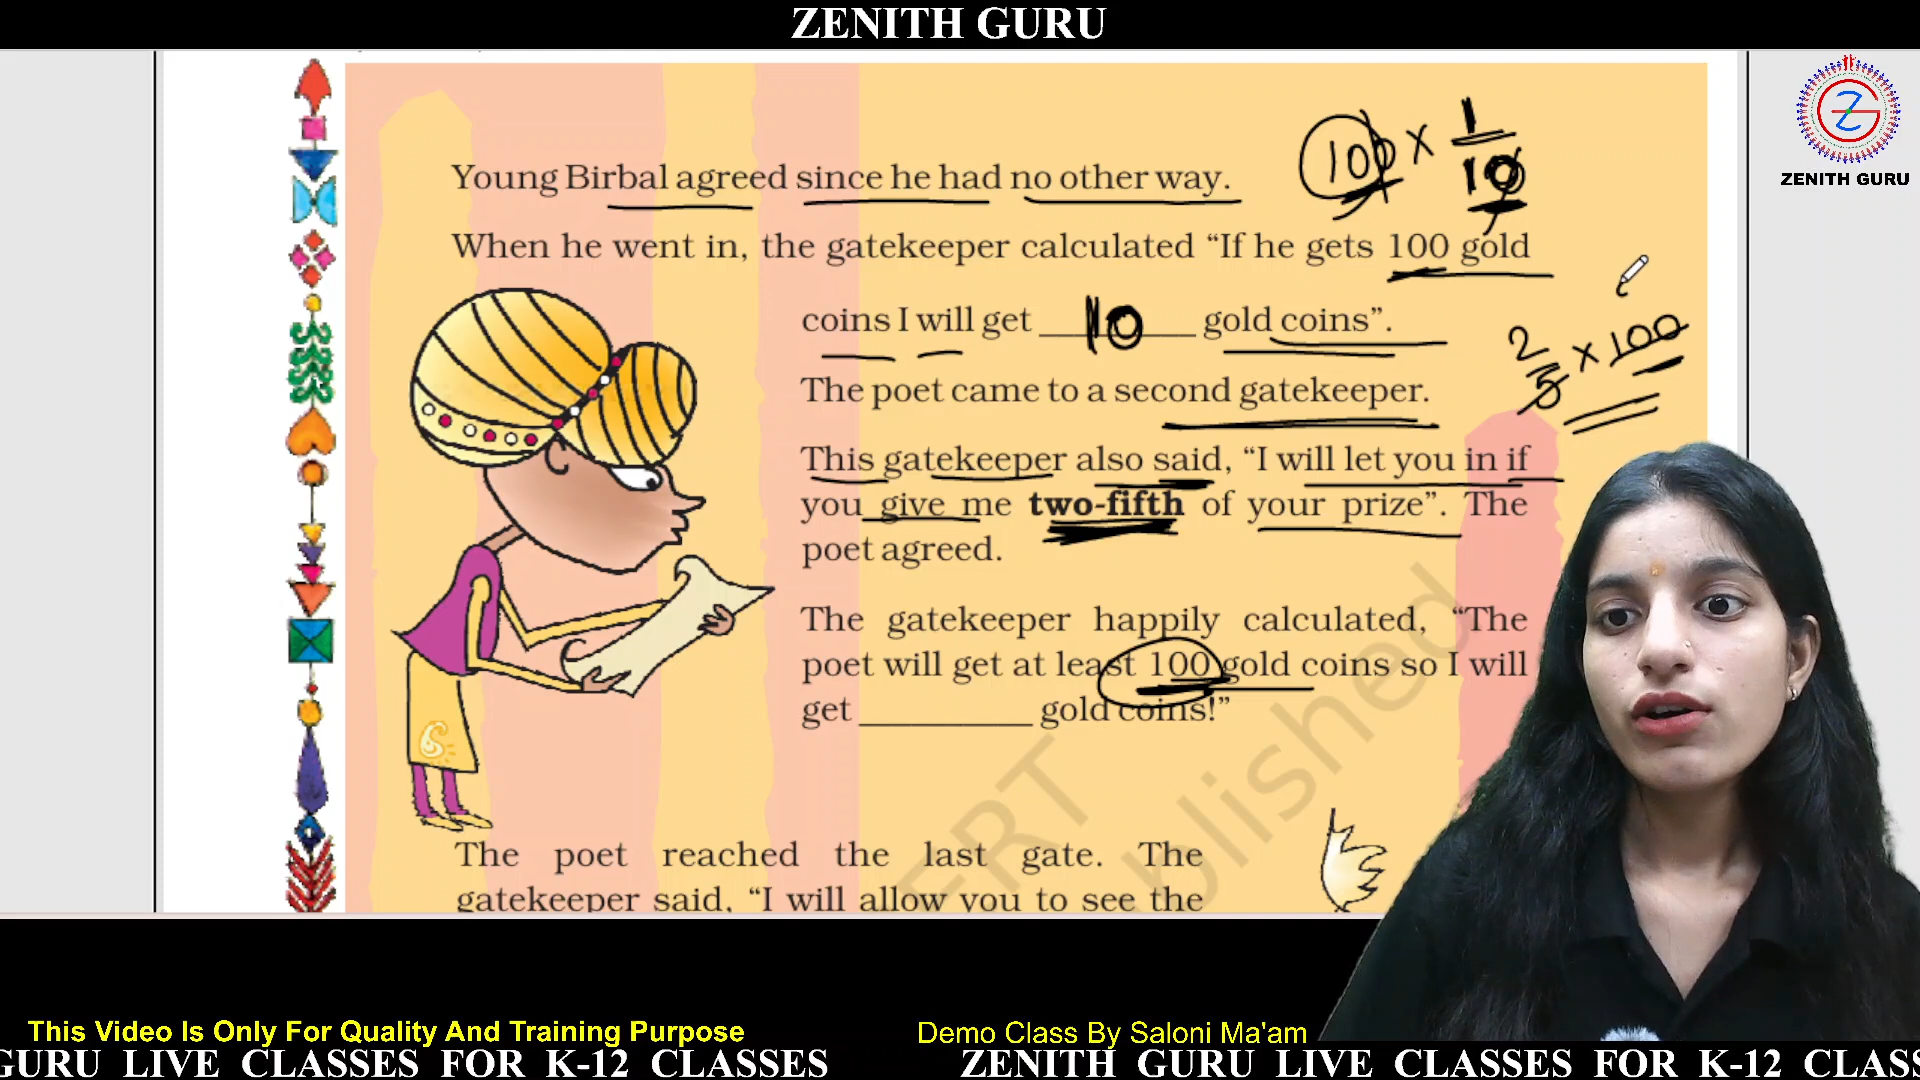 ZENITH GURU
ZENITH GURU
Young Birbal agreed since he had no other way.
100 × 1/10
When he went in, the gatekeeper calculated “If he gets 100 gold
coins I will get 10 gold coins”.
2/5 × 100
The poet came to a second gatekeeper.
This gatekeeper also said, “I will let you in if
you give me two-fifth of your prize”. The
poet agreed.
The gatekeeper happily calculated, “The
poet will get at least 100 gold coins so I will
get __________ gold coins!”
The poet reached the last gate. The
gatekeeper said, “I will allow you to see the
This Video Is Only For Quality And Training Purpose
Demo Class By Saloni Ma'am
GURU LIVE CLASSES FOR K-12 CLASSES ZENITH GURU LIVE CLASSES FOR K-12 CLASS